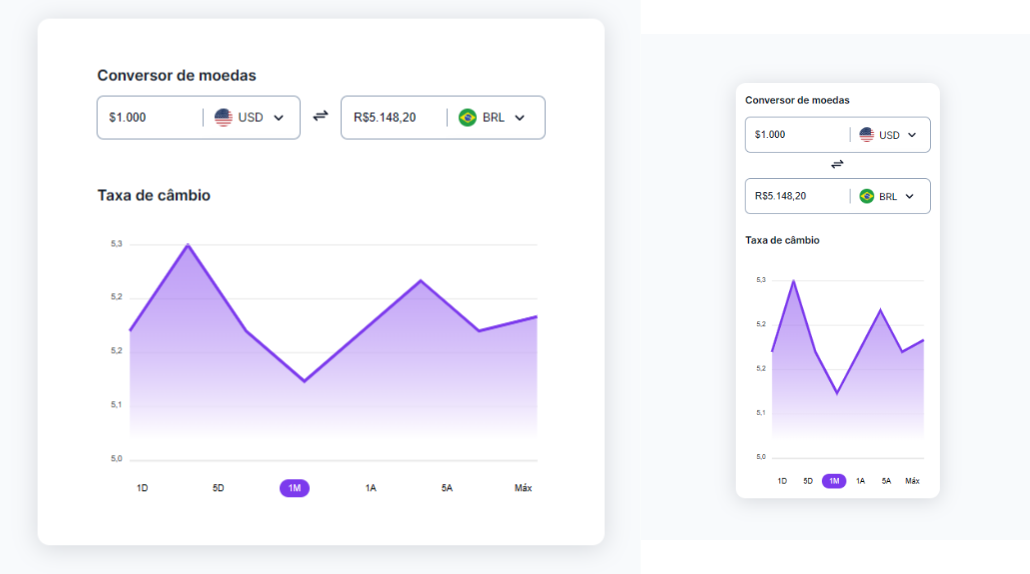 Conversor de moedas
$1.000 USD R$5.148,20 BRL
Taxa de câmbio
5,3
5,2
5,2
5,1
5,0
1D 5D 1M 1A 5A Máx
Conversor de moedas
$1.000 USD
R$5.148,20 BRL
Taxa de câmbio
5,3
5,2
5,2
5,1
5,0
1D 5D 1M 1A 5A Máx